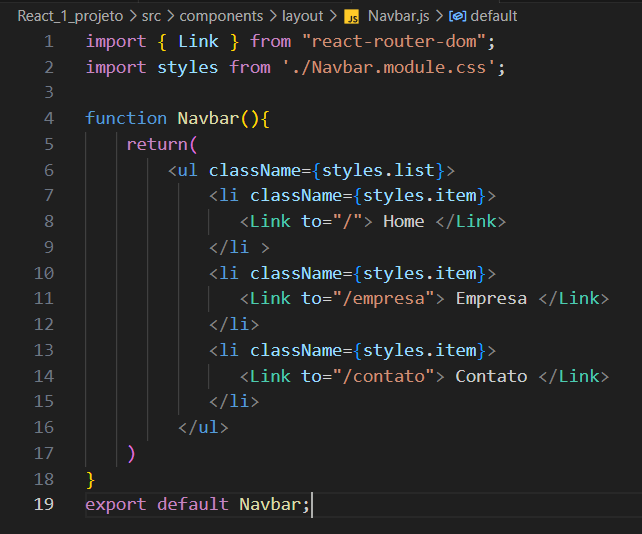 React_1_projeto > src > components > layout > JS Navbar.js > default
1 import { Link } from "react-router-dom";
2 import styles from './Navbar.module.css';
3
4 function Navbar(){
5     return(
6         <ul className={styles.list}>
7             <li className={styles.item}>
8                <Link to="/"> Home </Link>
9             </li >
10             <li className={styles.item}>
11                <Link to="/empresa"> Empresa </Link>
12             </li>
13             <li className={styles.item}>
14                <Link to="/contato"> Contato </Link>
15             </li>
16          </ul>
17     )
18 }
19 export default Navbar;